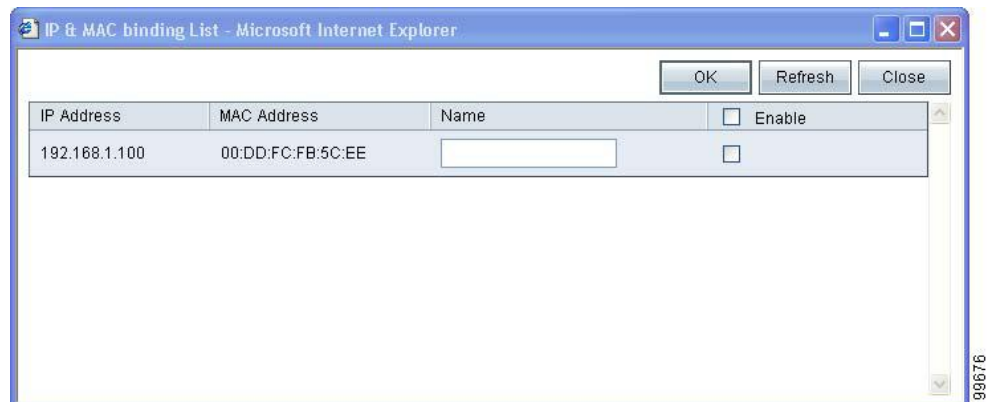 IP & MAC binding List - Microsoft Internet Explorer
OK Refresh Close
IP Address MAC Address Name Enable
192.168.1.100 00:DD:FC:FB:5C:EE
99676